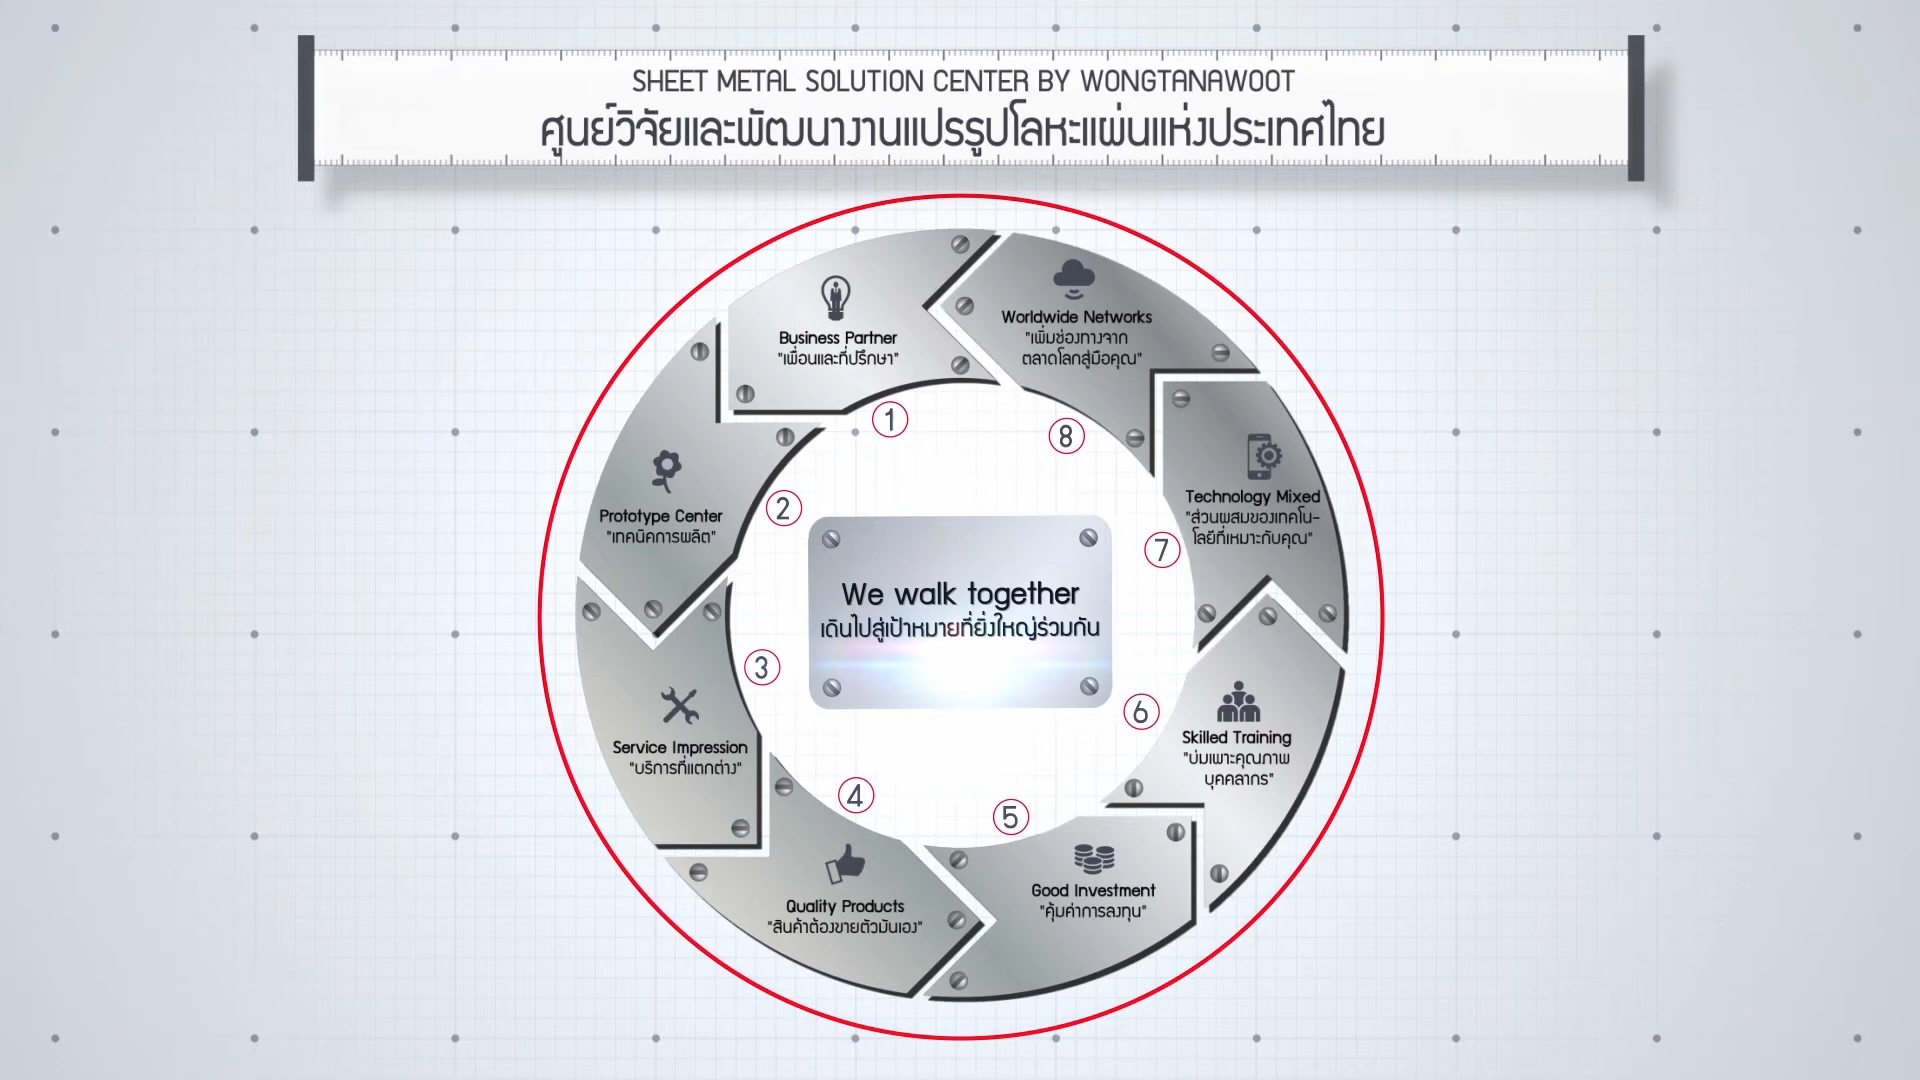 SHEET METAL SOLUTION CENTER BY WONGTANAWOOT
ศูนย์วิจัยและพัฒนางานแปรรูปโลหะแผ่นแห่งประเทศไทย
Business Partner
"เพื่อนและที่ปรึกษา"
1
Prototype Center
"เทคนิคการผลิต"
2
Service Impression
"บริการที่แตกต่าง"
3
Quality Products
"สินค้าต้องขายตัวมันเอง"
4
Good Investment
"คุ้มค่าการลงทุน"
5
Skilled Training
"บ่มเพาะคุณภาพ
บุคคลากร"
6
Technology Mixed
"ส่วนผสมของเทคโน-
โลยีที่เหมาะกับคุณ"
7
Worldwide Networks
"เพิ่มช่องทางจาก
ตลาดโลกสู่มือคุณ"
8
We walk together
เดินไปสู่เป้าหมายที่ยิ่งใหญ่ร่วมกัน